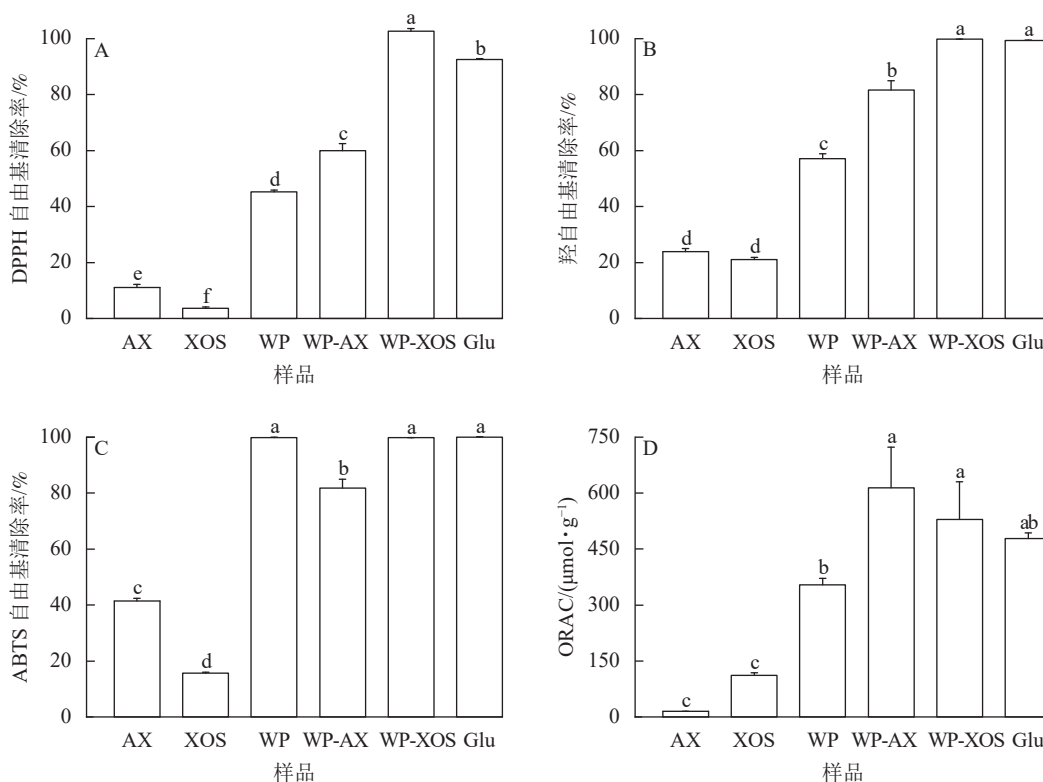 A
DPPH 自由基清除率/%
100
80
60
40
20
0
e
f
d
c
a
b
AX XOS WP WP-AX WP-XOS Glu
样品
B
羟自由基清除率/%
100
80
60
40
20
0
d
d
c
b
a
a
AX XOS WP WP-AX WP-XOS Glu
样品
C
ABTS 自由基清除率/%
100
80
60
40
20
0
c
d
a
b
a
a
AX XOS WP WP-AX WP-XOS Glu
样品
D
ORAC/(μmol·g⁻¹)
750
600
450
300
150
0
c
c
b
a
a
ab
AX XOS WP WP-AX WP-XOS Glu
样品